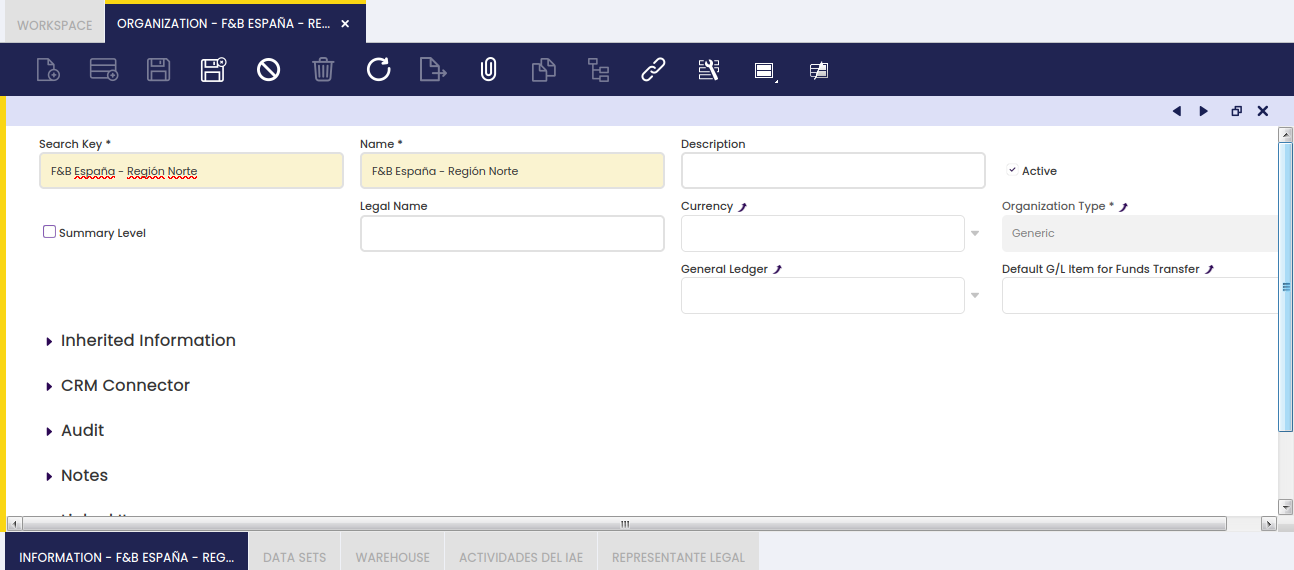 WORKSPACE
ORGANIZATION - F&B ESPAÑA - RE...
Search Key *
Name *
Description
F&B España - Región Norte
F&B España - Región Norte
Active
Legal Name
Currency
Organization Type *
Summary Level
Generic
General Ledger
Default G/L Item for Funds Transfer
Inherited Information
CRM Connector
Audit
Notes
INFORMATION - F&B ESPAÑA - REG...
DATA SETS
WAREHOUSE
ACTIVIDADES DEL IAE
REPRESENTANTE LEGAL